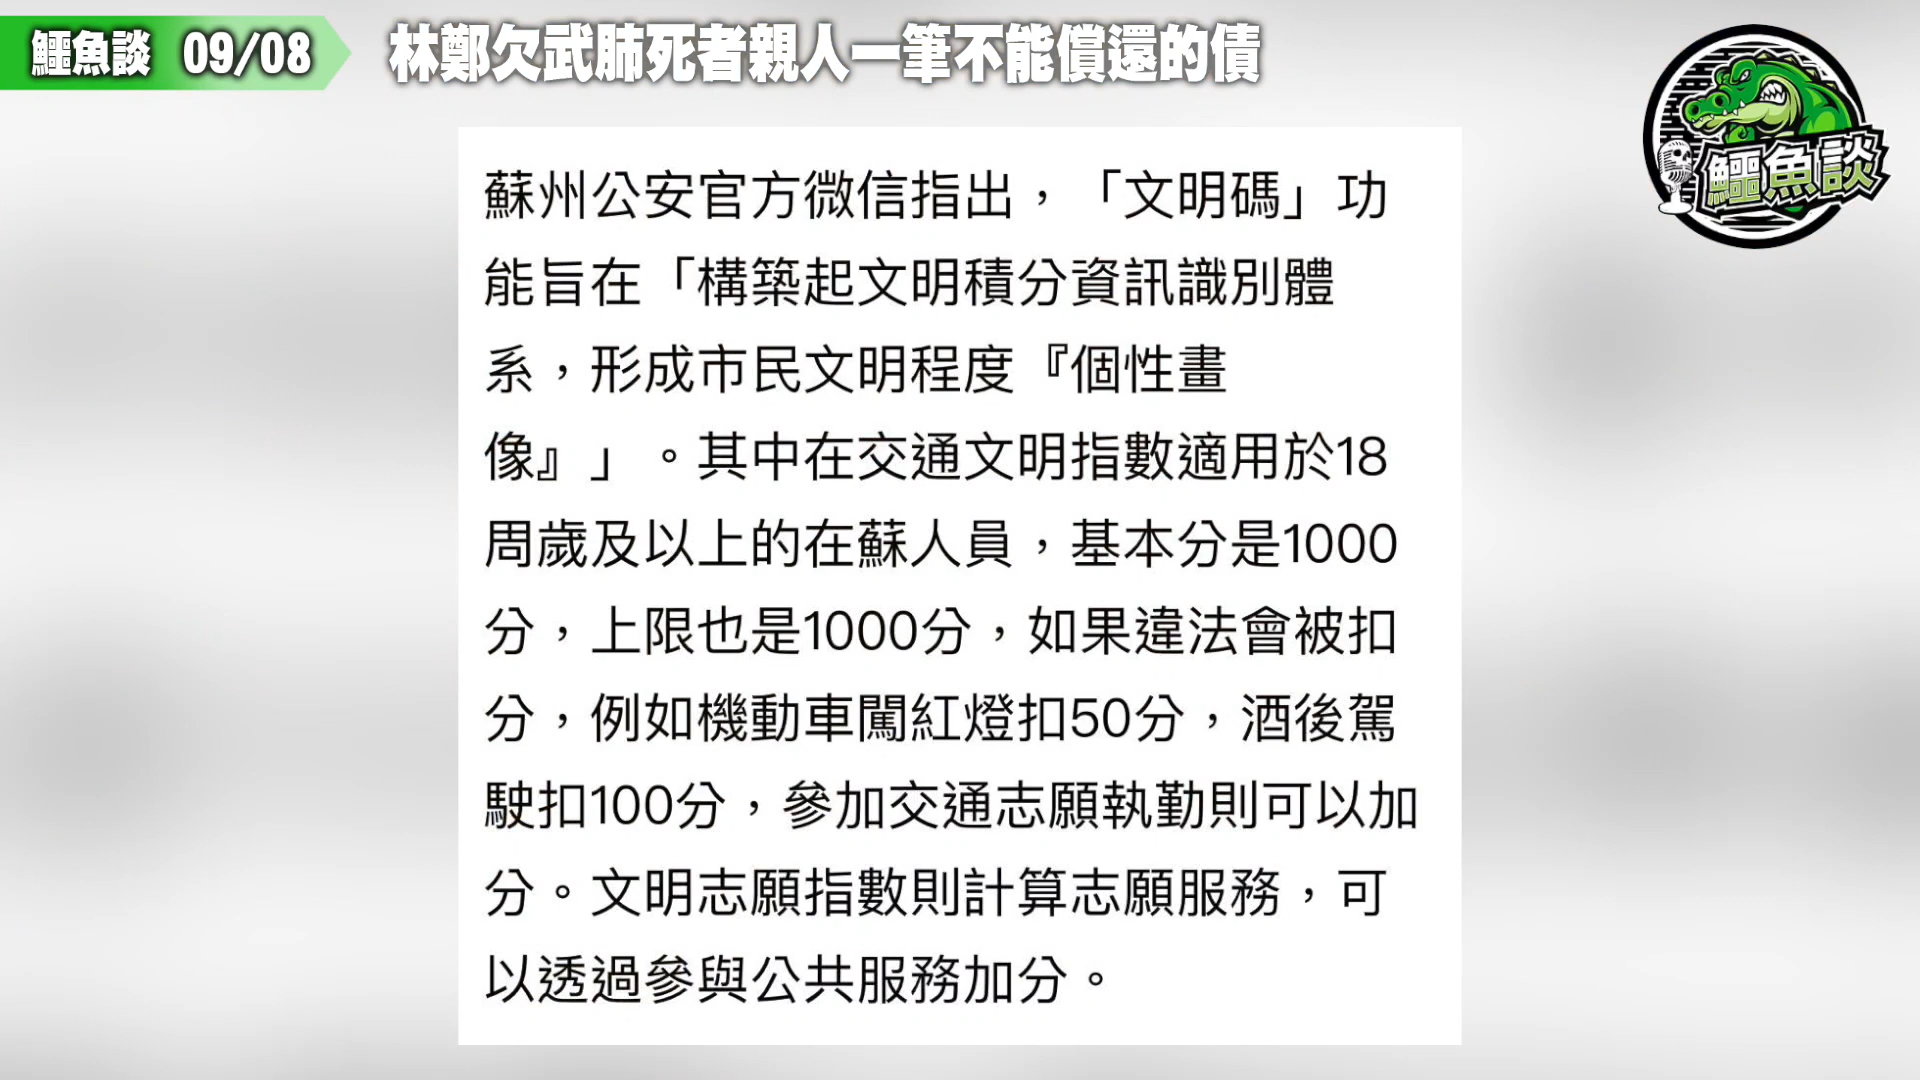 鱷魚談 09/08 林鄭欠武肺死者親人一筆不能償還的債
鱷魚談
蘇州公安官方微信指出，「文明碼」功
能旨在「構築起文明積分資訊識別體
系，形成市民文明程度『個性畫
像』」。其中在交通文明指數適用於18
周歲及以上的在蘇人員，基本分是1000
分，上限也是1000分，如果違法會被扣
分，例如機動車闖紅燈扣50分，酒後駕
駛扣100分，參加交通志願執勤則可以加
分。文明志願指數則計算志願服務，可
以透過參與公共服務加分。